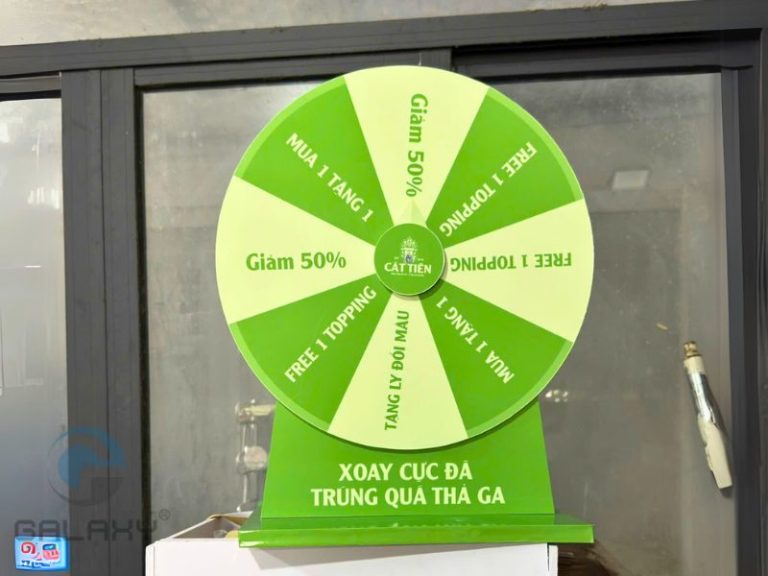 Giảm 50%
FREE 1 TOPPING
FREE 1 TOPPING
MUA 1 TẶNG 1
TẶNG LY ĐỔI MÀU
FREE 1 TOPPING
Giảm 50%
MUA 1 TẶNG 1
CÁT TIÊN
XOAY CỰC ĐÃ
TRÚNG QUÀ THẢ GA
GALAXY®